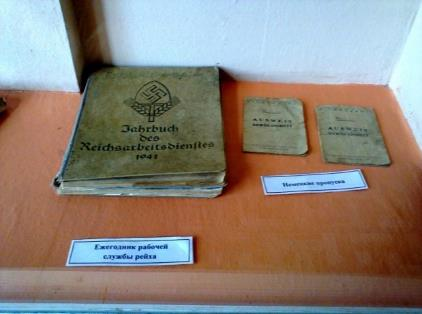 Jahrbuch
des
Reichsarbeitsdienstes
1941
AUSWEIS
AUSWEIS
Немецкие пропуска
Ежегодник рабочей
службы рейха